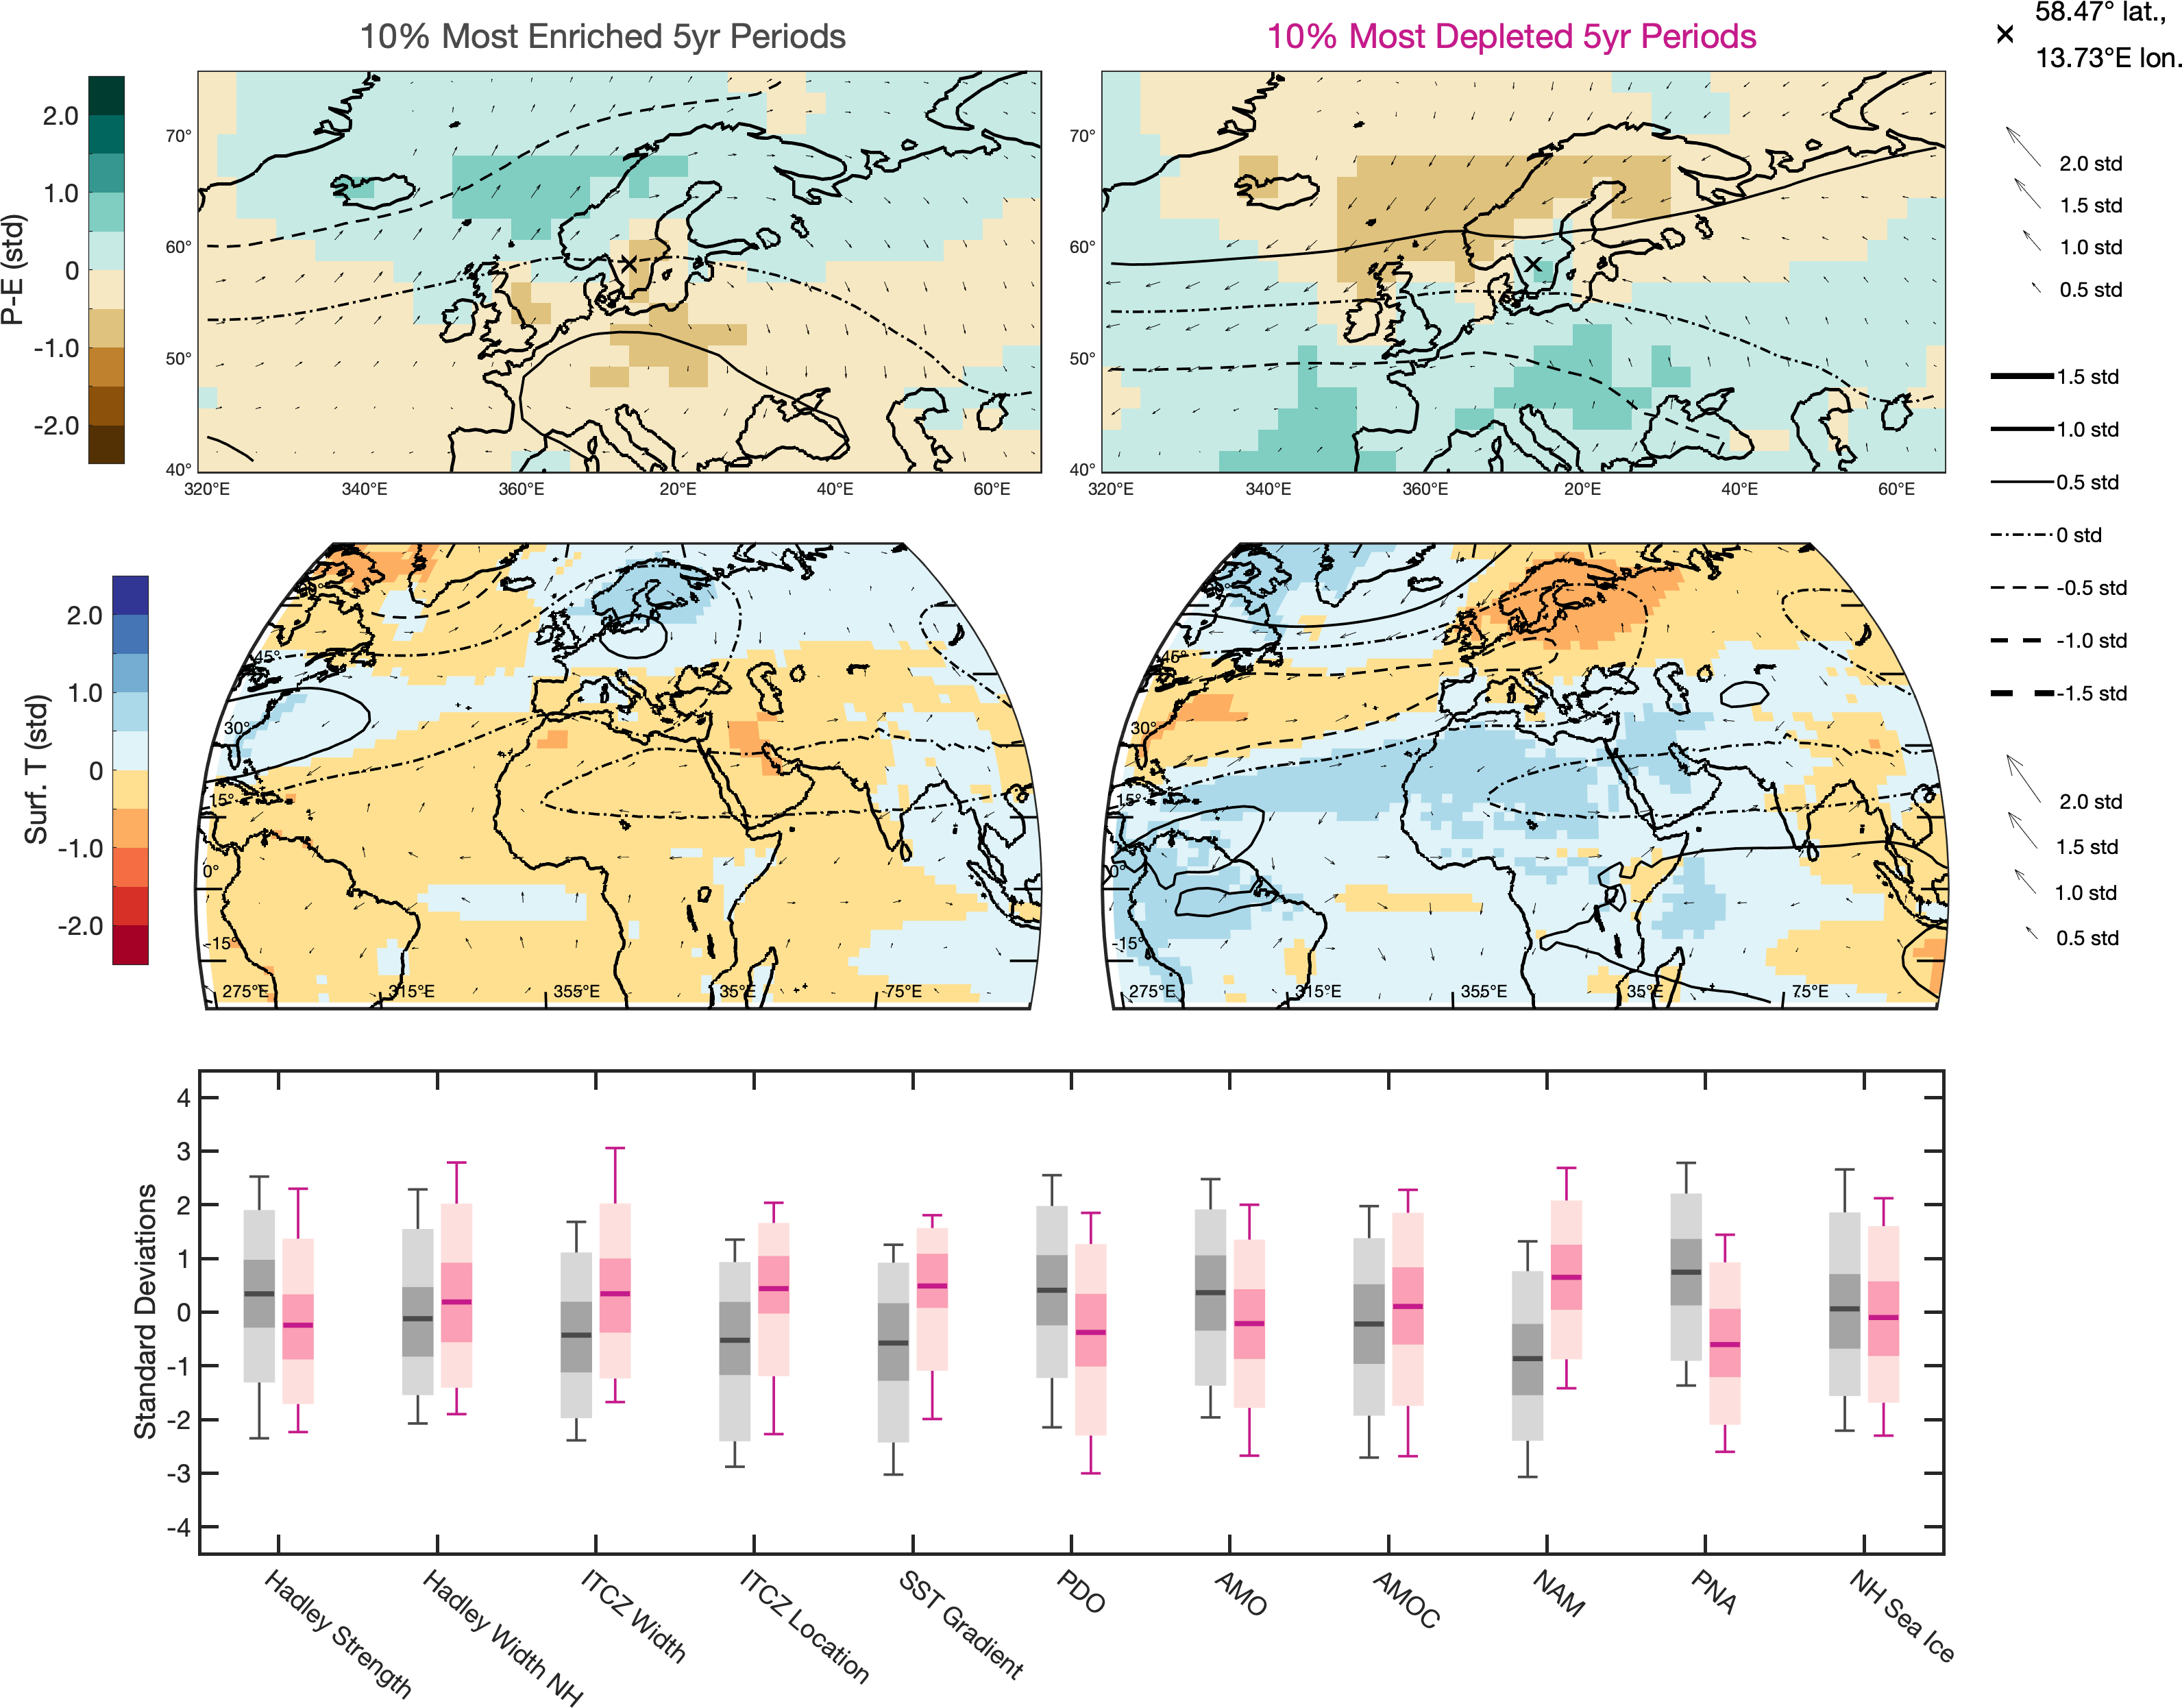 10% Most Enriched 5yr Periods
10% Most Depleted 5yr Periods
58.47° lat.,
13.73°E lon.
P-E (std)
2.0
1.0
0
-1.0
-2.0
70°
60°
50°
40°
320°E
340°E
360°E
20°E
40°E
60°E
70°
60°
50°
40°
320°E
340°E
360°E
20°E
40°E
60°E
2.0 std
1.5 std
1.0 std
0.5 std
1.5 std
1.0 std
0.5 std
0 std
-0.5 std
-1.0 std
-1.5 std
Surf. T (std)
2.0
1.0
0
-1.0
-2.0
45°
30°
15°
0°
-15°
275°E
315°E
355°E
35°E
75°E
45°
30°
15°
0°
-15°
275°E
315°E
355°E
35°E
75°E
2.0 std
1.5 std
1.0 std
0.5 std
Standard Deviations
4
3
2
1
0
-1
-2
-3
-4
Hadley Strength
Hadley Width NH
ITCZ Width
ITCZ Location
SST Gradient
PDO
AMO
AMOC
NAM
PNA
NH Sea Ice